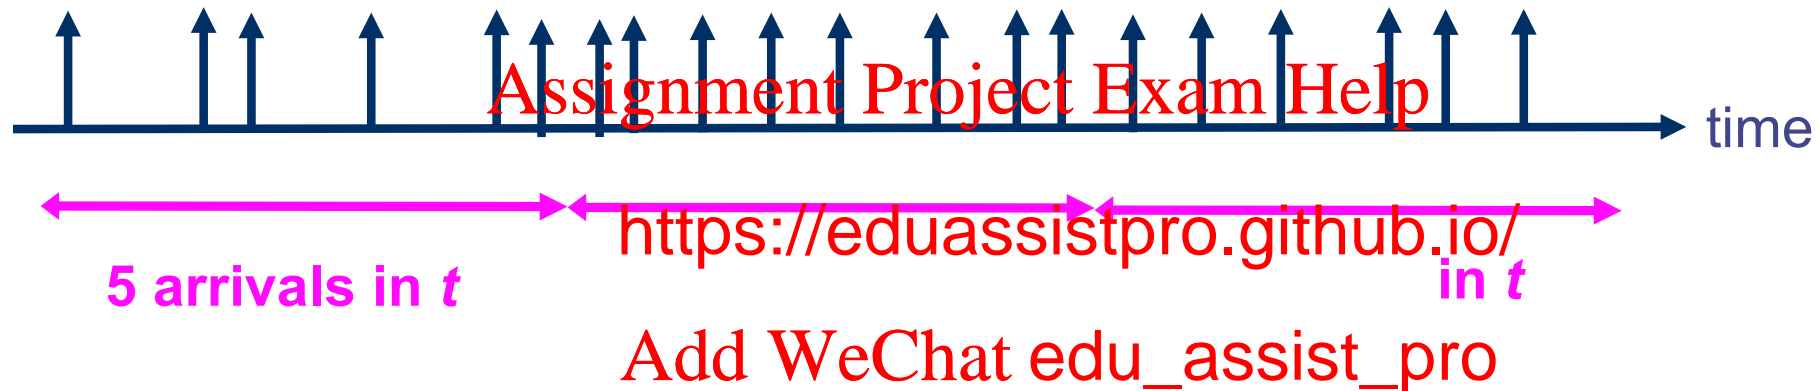 Assignment Project Exam Help
time
https://eduassistpro.github.io/
5 arrivals in t
in t
Add WeChat edu_assist_pro